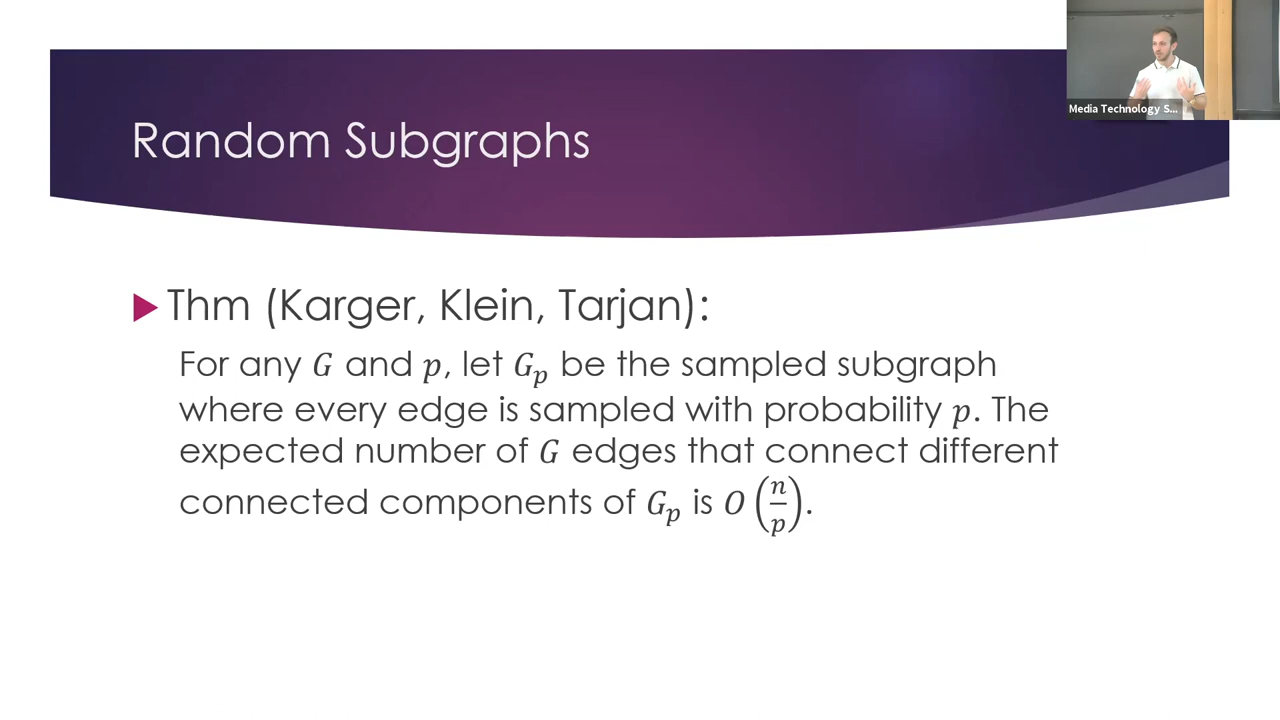 Media Technology S...
Random Subgraphs
Thm (Karger, Klein, Tarjan):
For any G and p, let G_p be the sampled subgraph
where every edge is sampled with probability p. The
expected number of G edges that connect different
connected components of G_p is O(n/p).